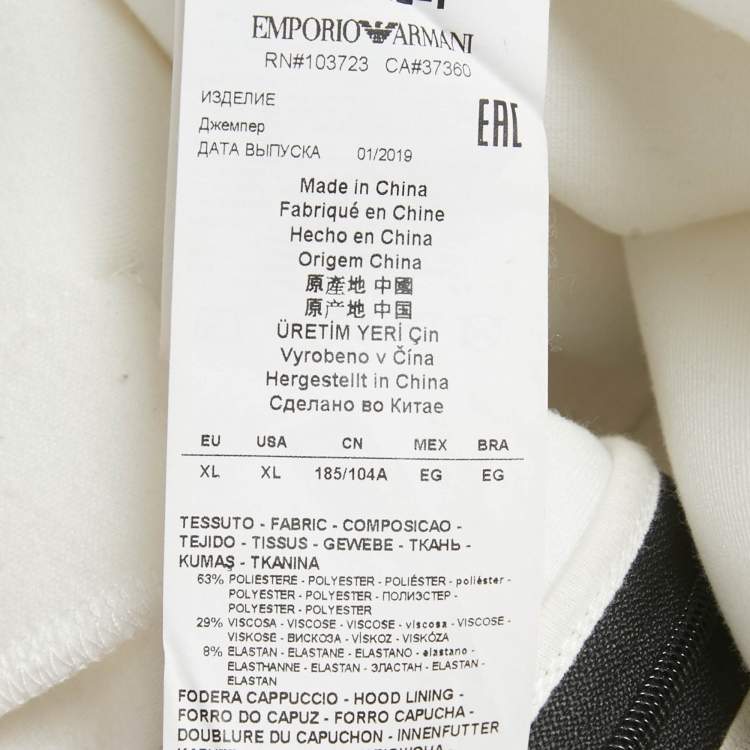 EMPORIO ARMANI
RN#103723 CA#37360
ИЗДЕЛИЕ
EAC
Джемпер
ДАТА ВЫПУСКА 01/2019
Made in China
Fabriqué en Chine
Hecho en China
Origem China
原產地 中國
原产地 中国
ÜRETİM YERİ Çin
Vyrobeno v Čína
Hergestellt in China
Сделано во Китае
EU USA CN MEX BRA
XL XL 185/104A EG EG
TESSUTO - FABRIC - COMPOSICAO -
TEJIDO - TISSUS - GEWEBE - ТКАНЬ -
KUMAŞ - TKANINA
63% POLIESTERE - POLYESTER - POLIÉSTER - poliéster -
POLYESTER - POLYESTER - ПОЛИЭСТЕР -
POLYESTER - POLYESTER
29% VISCOSA - VISCOSE - VISCOSE - viscosa - VISCOSE -
VISKOSE - ВИСКОЗА - VİSKOZ - VISKÓZA
8% ELASTAN - ELASTANE - ELASTANO - elastano -
ELASTHANNE - ELASTAN - ЭЛАСТАН - ELASTAN -
ELASTAN
FODERA CAPPUCCIO - HOOD LINING -
FORRO DO CAPUZ - FORRO CAPUCHA -
DOUBLURE DU CAPUCHON - INNENFUTTER